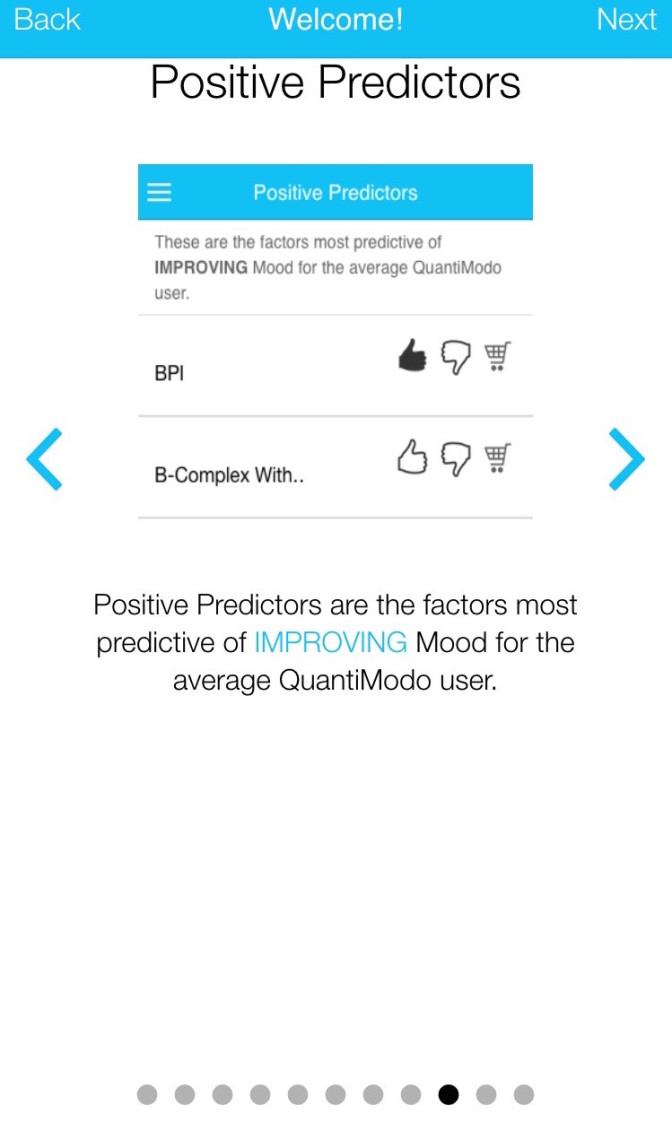 Back Welcome! Next
Positive Predictors
Positive Predictors
These are the factors most predictive of
IMPROVING Mood for the average QuantiModo
user.
BPI
B-Complex With..
Positive Predictors are the factors most
predictive of IMPROVING Mood for the
average QuantiModo user.